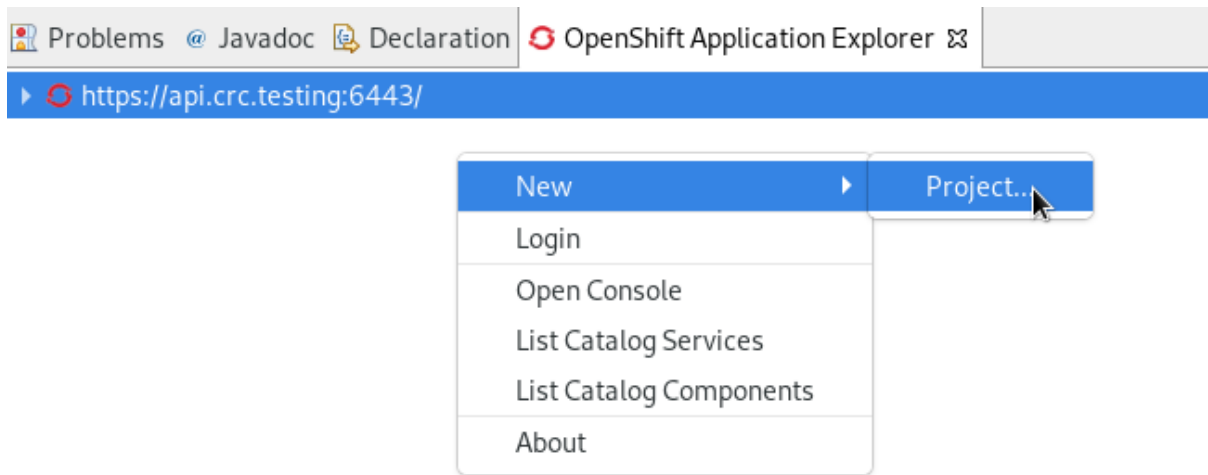 Problems @ Javadoc Declaration OpenShift Application Explorer
https://api.crc.testing:6443/
New Project...
Login
Open Console
List Catalog Services
List Catalog Components
About